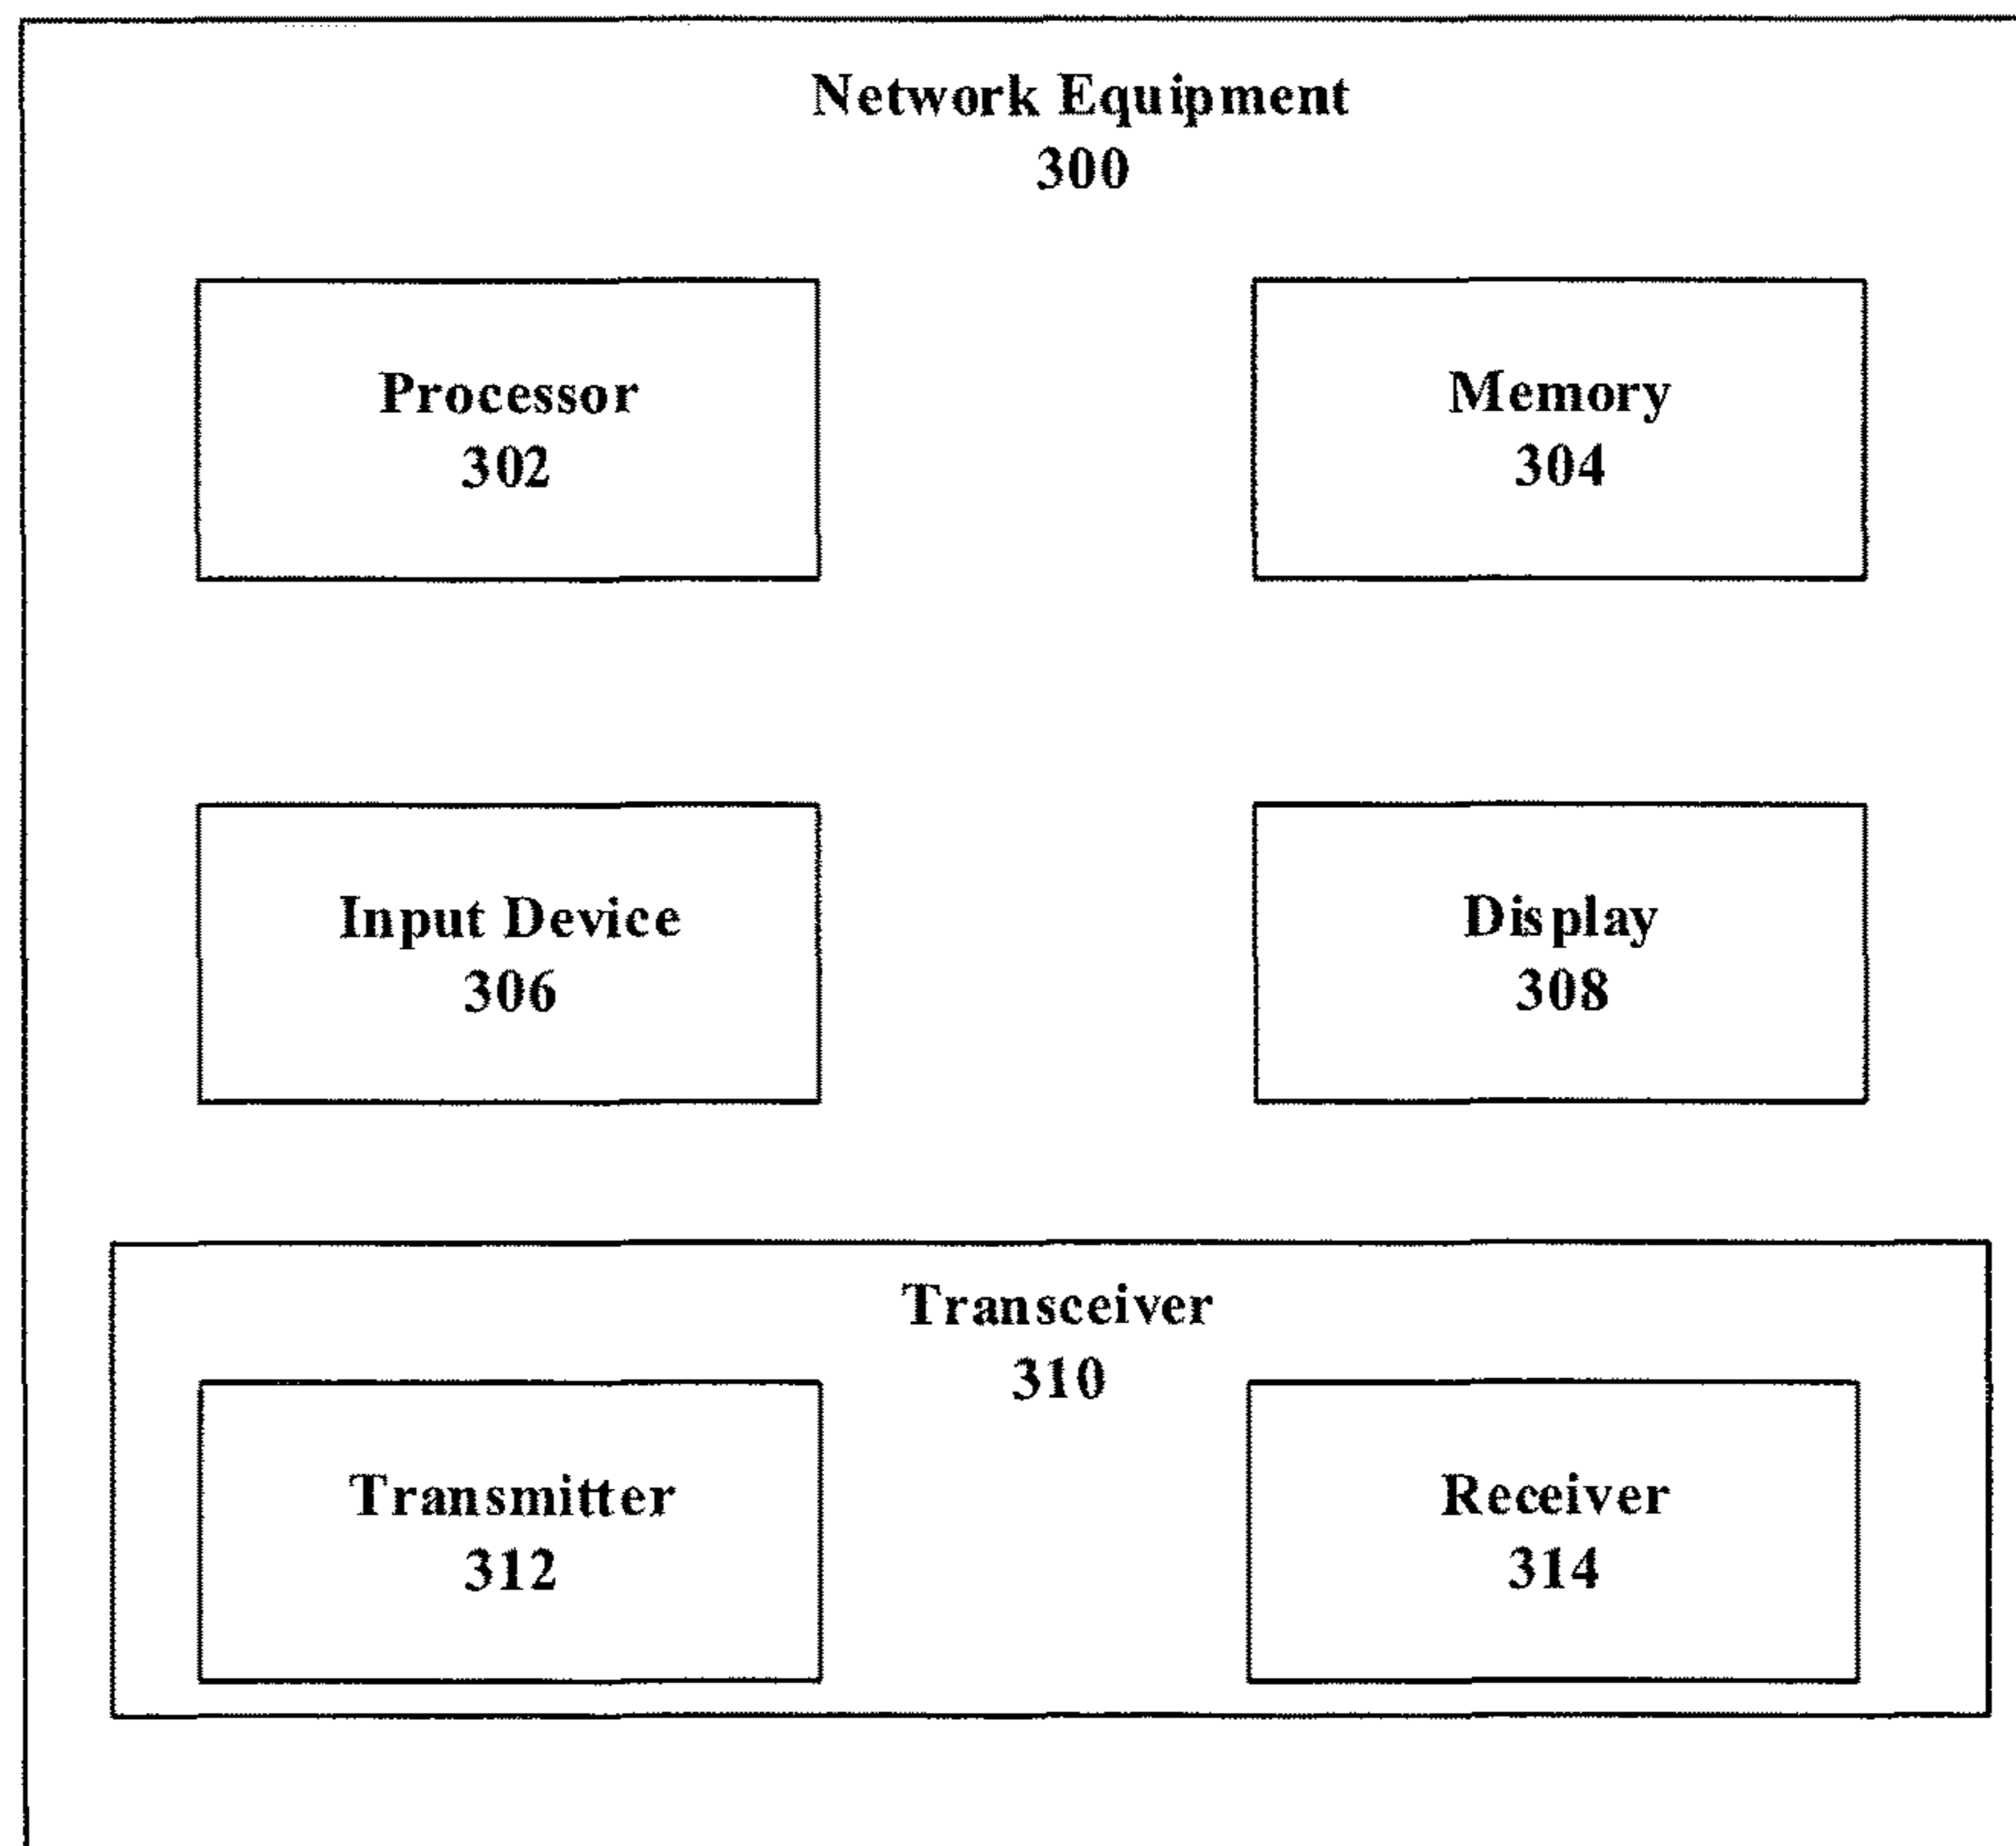 Network Equipment
300
Processor
302
Memory
304
Input Device
306
Display
308
Transceiver
310
Transmitter
312
Receiver
314